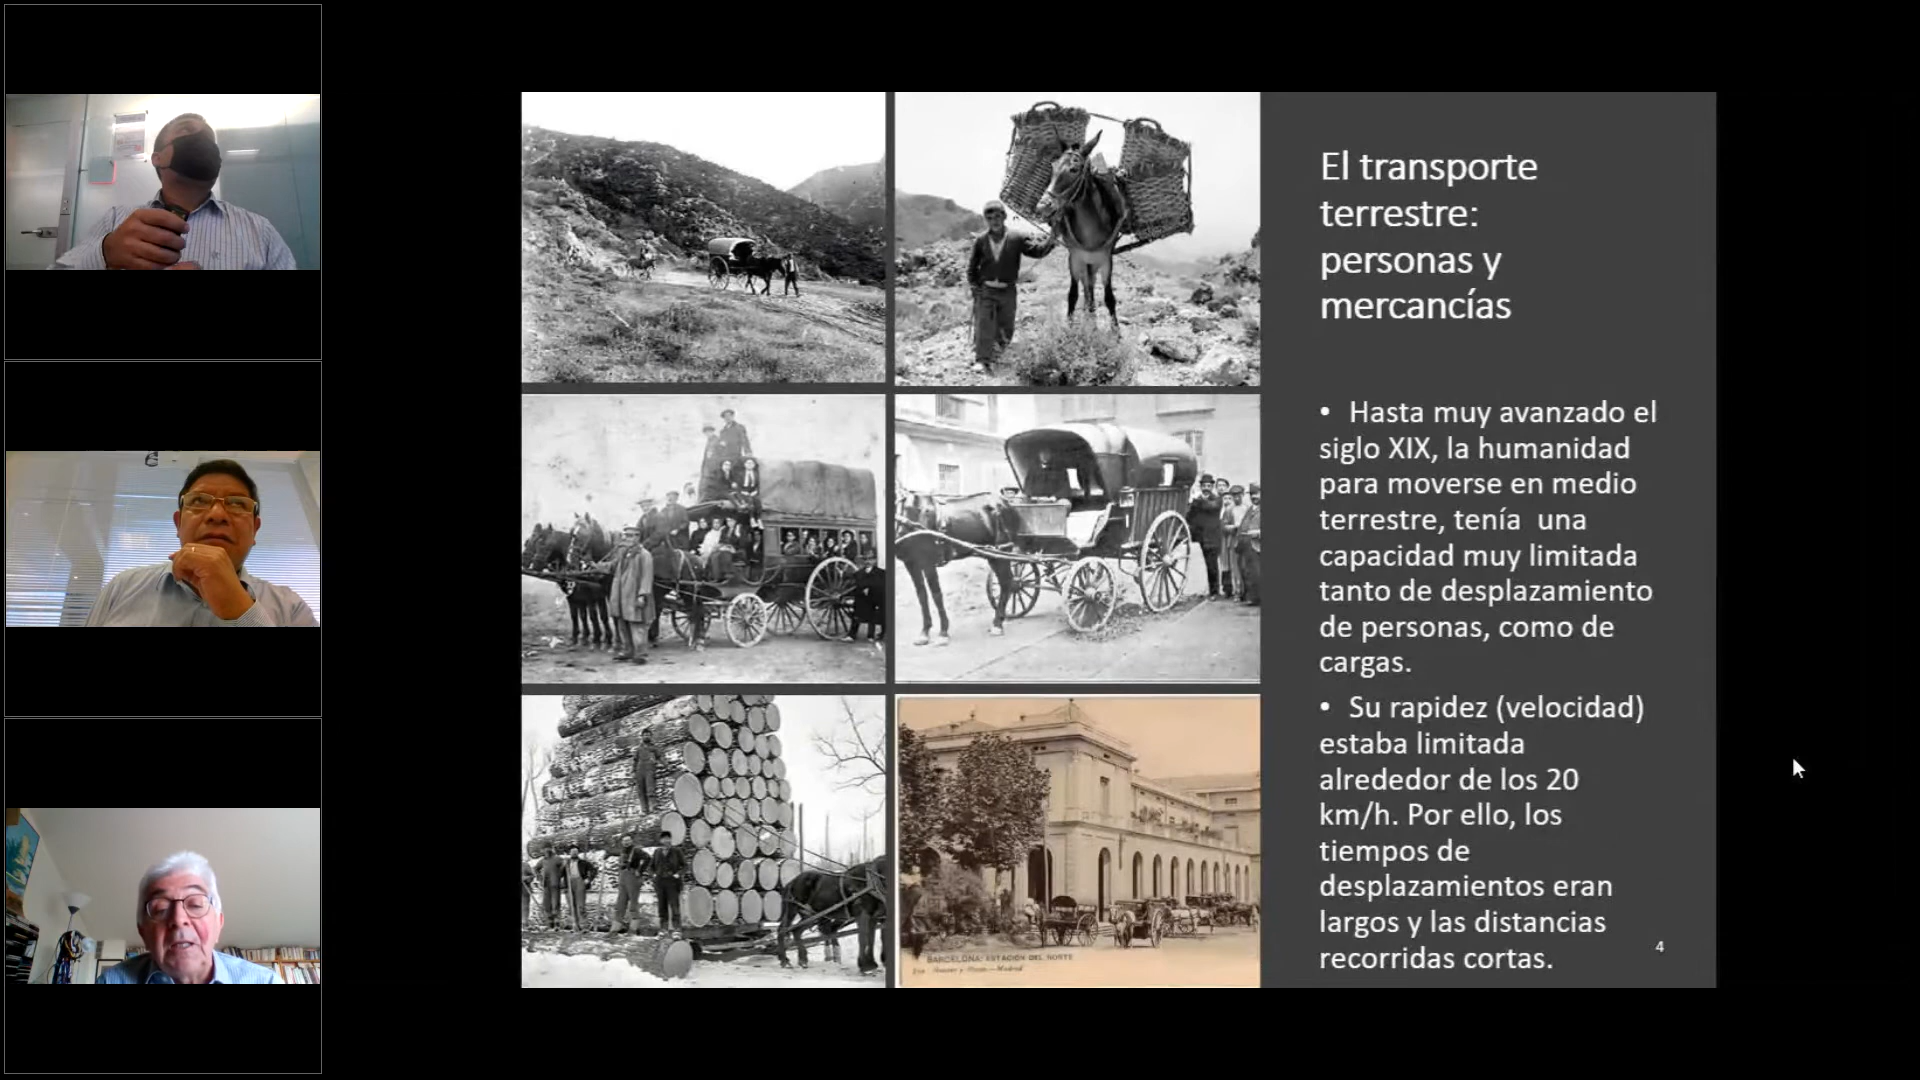 El transporte
terrestre:
personas y
mercancías
• Hasta muy avanzado el
siglo XIX, la humanidad
para moverse en medio
terrestre, tenía una
capacidad muy limitada
tanto de desplazamiento
de personas, como de
cargas.
• Su rapidez (velocidad)
estaba limitada
alrededor de los 20
km/h. Por ello, los
tiempos de
desplazamientos eran
largos y las distancias
recorridas cortas.
4
BARCELONA: ESTACION DEL NORTE